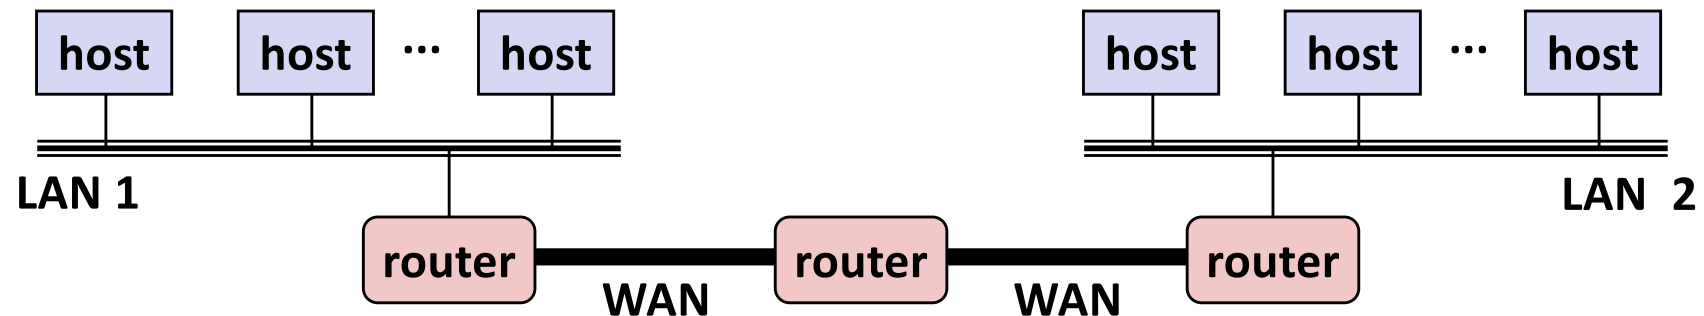 host host ... host host host ... host
LAN 1 LAN 2
router router router
WAN WAN